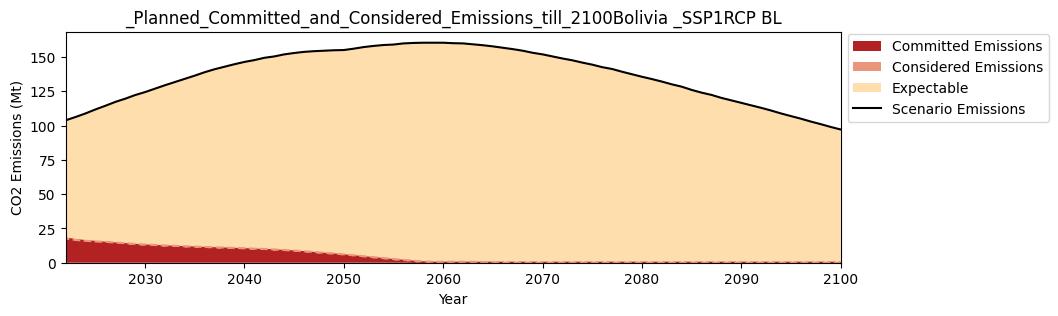 _Planned_Committed_and_Considered_Emissions_till_2100Bolivia _SSP1RCP BL
CO2 Emissions (Mt)
150
125
100
75
50
25
0
2030 2040 2050 2060 2070 2080 2090 2100
Year
Committed Emissions
Considered Emissions
Expectable
Scenario Emissions